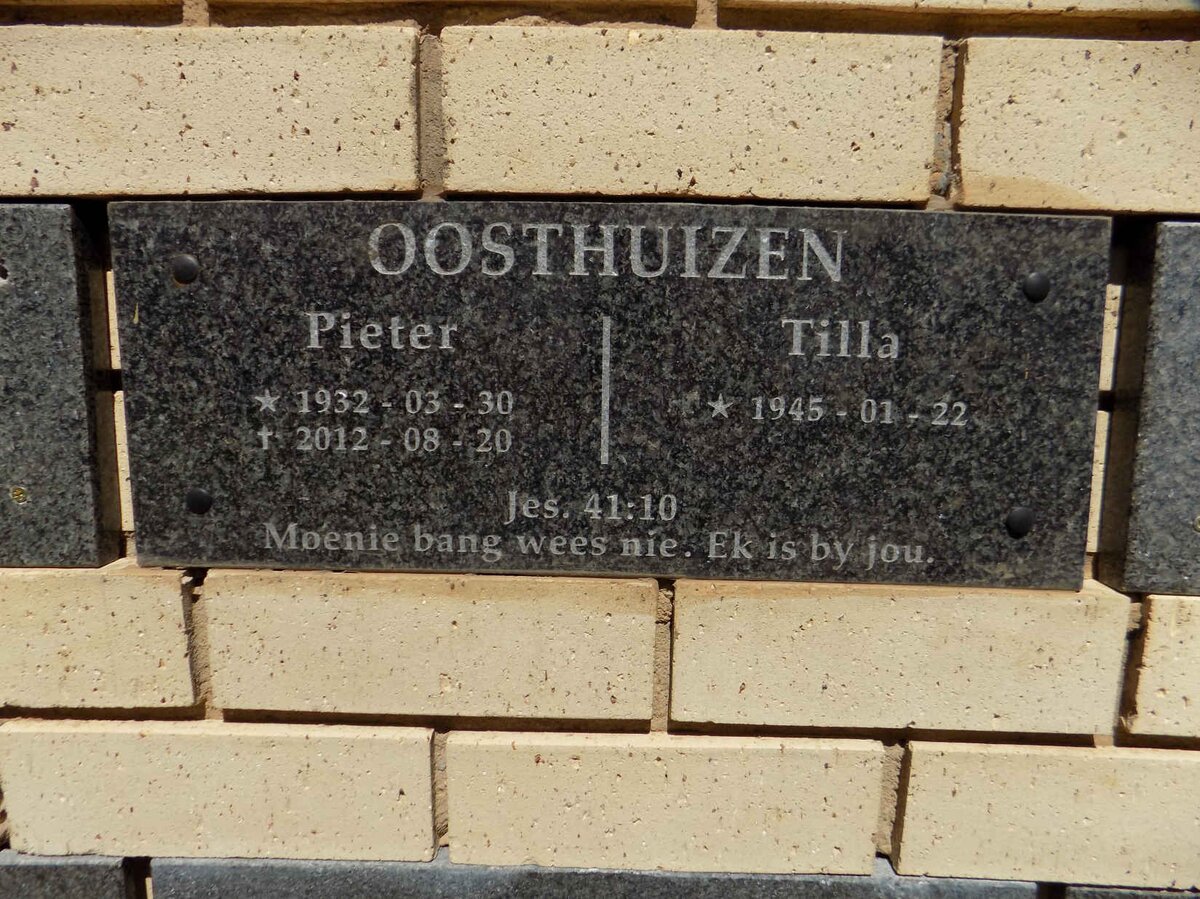 OOSTHUIZEN
Pieter
★ 1932 - 03 - 30
✝ 2012 - 08 - 20
Tilla
★ 1945 - 01 - 22
Jes. 41:10
Moenie bang wees nie. Ek is by jou.